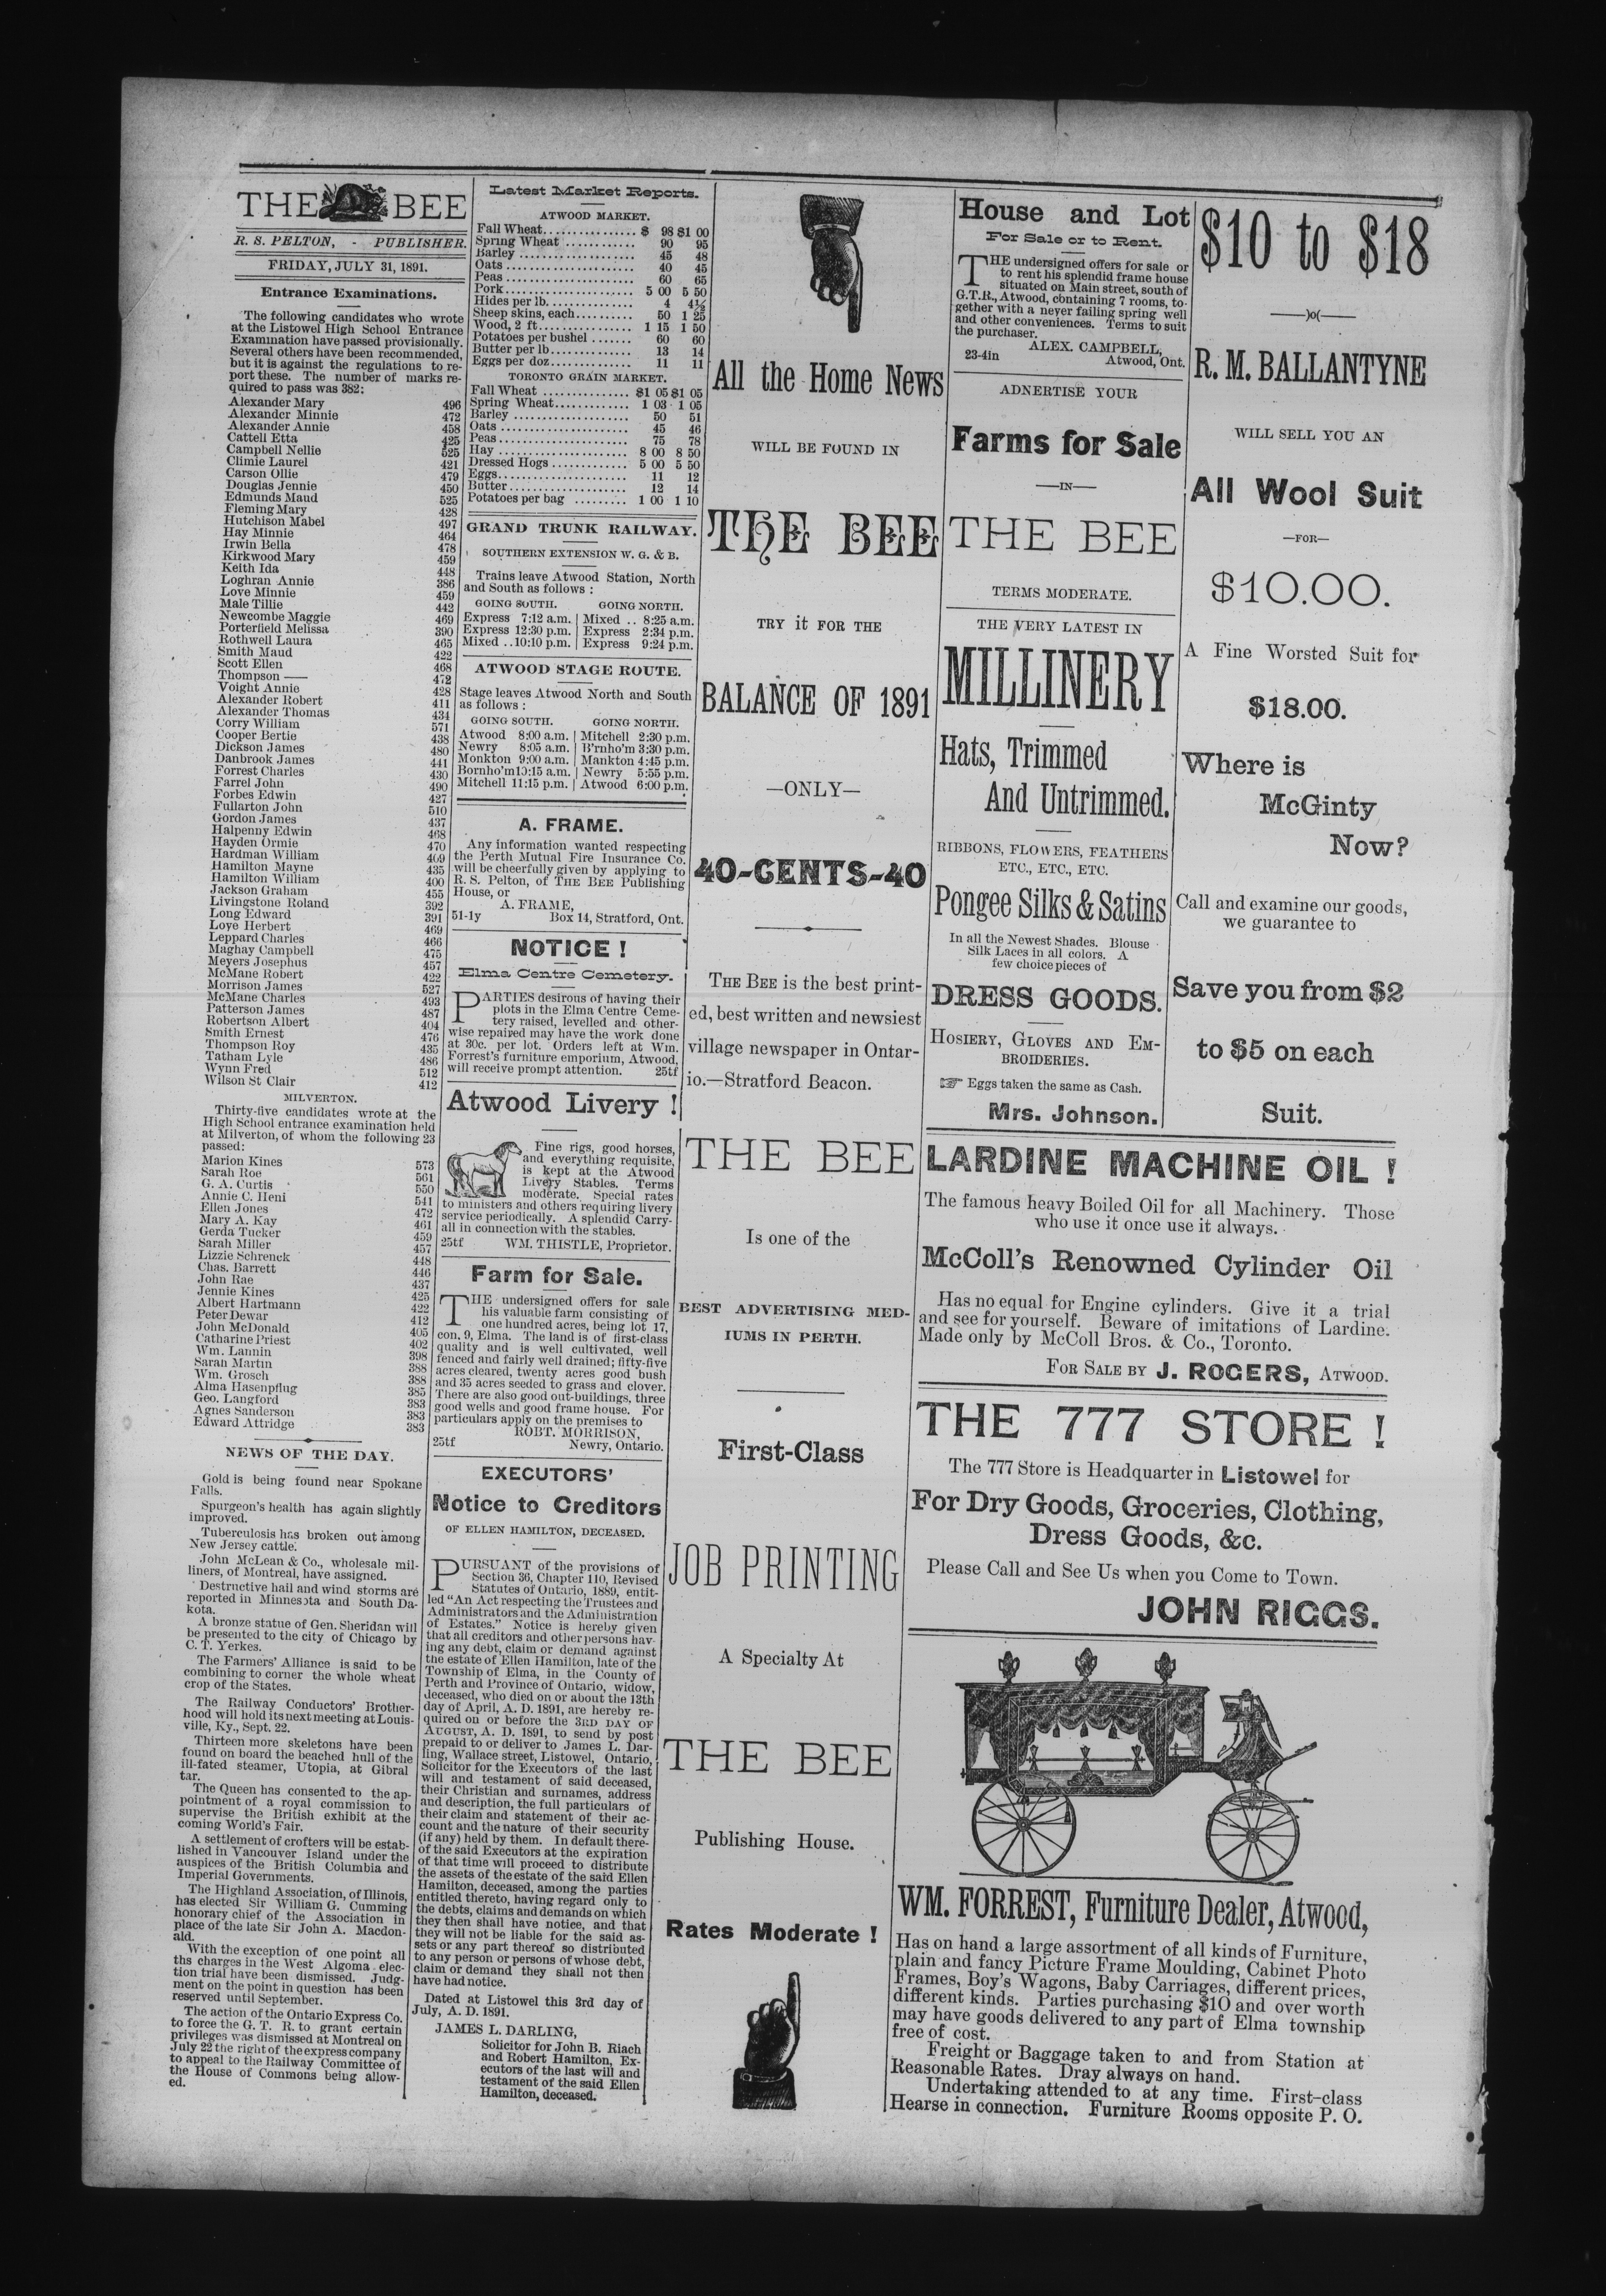 THE BEE
R. S. PELTON, - PUBLISHER.
FRIDAY, JULY 31, 1891.
Entrance Examinations.
The following candidates who wrote
at the Listowel High School Entrance
Examination have passed provisionally.
Several others have been recommended,
but it is against the regulations to re-
port these. The number of marks re-
quired to pass was 382:
Alexander Mary 496
Alexander Minnie 472
Alexander Annie 458
Cattell Etta 425
Campbell Nellie 525
Climie Laurel 421
Carson Ollie 479
Douglas Jennie 450
Edmunds Maud 525
Fleming Mary 428
Hutchison Mabel 497
Hay Minnie 464
Irwin Bella 478
Kirkwood Mary 459
Keith Ida 448
Loghran Annie 386
Love Minnie 459
Male Tillie 442
Newcombe Maggie 469
Porterfield Melissa 390
Rothwell Laura 465
Smith Maud 422
Scott Ellen 468
Thompson —— 472
Voight Annie 428
Alexander Robert 411
Alexander Thomas 434
Corry William 571
Cooper Bertie 438
Dickson James 480
Danbrook James 441
Forrest Charles 430
Farrel John 490
Forbes Edwin 427
Fullarton John 510
Gordon James 437
Halpenny Edwin 468
Hayden Ormie 470
Hardman William 409
Hamilton Mayne 435
Hamilton William 400
Jackson Graham 455
Livingstone Roland 392
Long Edward 391
Loye Herbert 469
Leppard Charles 466
Maghay Campbell 475
Meyers Josephus 457
McMane Robert 422
Morrison James 527
McMane Charles 493
Patterson James 487
Robertson Albert 404
Smith Ernest 476
Thompson Roy 435
Tatham Lyle 486
Wynn Fred 512
Wilson St Clair 412
MILVERTON.
Thirty-five candidates wrote at the
High School entrance examination held
at Milverton, of whom the following 23
passed:
Marion Kines 573
Sarah Roe 561
G. A. Curtis 550
Annie C. Heni 541
Ellen Jones 472
Mary A. Kay 461
Gerda Tucker 459
Sarah Miller 457
Lizzie Schrenck 448
Chas. Barrett 446
John Rae 437
Jennie Kines 425
Albert Hartmann 422
Peter Dewar 412
John McDonald 405
Catharine Priest 402
Wm. Lannin 398
Sarah Martin 388
Wm. Grosch 388
Alma Hasenpflug 385
Geo. Langford 383
Agnes Sanderson 383
Edward Attridge 383
NEWS OF THE DAY.
Gold is being found near Spokane
Falls.
Spurgeon's health has again slightly
improved.
Tuberculosis has broken out among
New Jersey cattle.
John McLean & Co., wholesale mil-
liners, of Montreal, have assigned.
Destructive hail and wind storms are
reported in Minnesota and South Da-
kota.
A bronze statue of Gen. Sheridan will
be presented to the city of Chicago by
C. T. Yerkes.
The Farmers' Alliance is said to be
combining to corner the whole wheat
crop of the States.
The Railway Conductors' Brother-
hood will hold its next meeting at Louis-
ville, Ky., Sept. 22.
Thirteen more skeletons have been
found on board the beached hull of the
ill-fated steamer, Utopia, at Gibral
tar.
The Queen has consented to the ap-
pointment of a royal commission to
supervise the British exhibit at the
coming World's Fair.
A settlement of crofters will be estab-
lished in Vancouver Island under the
auspices of the British Columbia and
Imperial Governments.
The Highland Association, of Illinois,
has elected Sir William G. Cumming
honorary chief of the Association in
place of the late Sir John A. Macdon-
ald.
With the exception of one point all
ths charges in the West Algoma elec-
tion trial have been dismissed. Judg-
ment on the point in question has been
reserved until September.
The action of the Ontario Express Co.
to force the G. T. R. to grant certain
privileges was dismissed at Montreal on
July 22 the right of the express company
to appeal to the Railway Committee of
the House of Commons being allow-
ed.
Latest Market Reports.
ATWOOD MARKET.
Fall Wheat................ $ 98 $1 00
Spring Wheat ............ 90 95
Barley .................... 45 48
Oats ...................... 40 45
Peas ...................... 60 65
Pork...................... 5 00 5 50
Hides per lb............... 4 4½
Sheep skins, each.......... 50 1 25
Wood, 2 ft................ 1 15 1 50
Potatoes per bushel ....... 60 60
Butter per lb.............. 13 14
Eggs per doz............... 11 11
TORONTO GRAIN MARKET.
Fall Wheat ............... $1 05 $1 05
Spring Wheat............. 1 03 1 05
Barley .................... 50 51
Oats ...................... 45 46
Peas...................... 75 78
Hay ...................... 8 00 8 50
Dressed Hogs ............. 5 00 5 50
Eggs...................... 11 12
Butter.................... 12 14
Potatoes per bag ......... 1 00 1 10
GRAND TRUNK RAILWAY.
SOUTHERN EXTENSION W. G. & B.
Trains leave Atwood Station, North
and South as follows :
GOING SOUTH. GOING NORTH.
Express 7:12 a.m. | Mixed .. 8:25 a.m.
Express 12:30 p.m. | Express 2:34 p.m.
Mixed ..10:10 p.m. | Express 9:24 p.m.
ATWOOD STAGE ROUTE.
Stage leaves Atwood North and South
as follows :
GOING SOUTH. GOING NORTH.
Atwood 8:00 a.m. | Mitchell 2:30 p.m.
Newry 8:05 a.m. | B'rnho'm 3:30 p.m.
Monkton 9:00 a.m. | Mankton 4:45 p.m.
Bornho'm 10:15 a.m. | Newry 5:55 p.m.
Mitchell 11:15 p.m. | Atwood 6:00 p.m.
A. FRAME.
Any information wanted respecting
the Perth Mutual Fire Insurance Co.
will be cheerfully given by applying to
R. S. Pelton, of THE BEE Publishing
House, or
A. FRAME,
51-1y Box 14, Stratford, Ont.
NOTICE !
Elma Centre Cemetery.
PARTIES desirous of having their
plots in the Elma Centre Ceme-
tery raised, levelled and other-
wise repaired may have the work done
at 30c. per lot. Orders left at Wm.
Forrest's furniture emporium, Atwood,
will receive prompt attention. 25tf
Atwood Livery !
Fine rigs, good horses,
and everything requisite,
is kept at the Atwood
Livery Stables. Terms
moderate. Special rates
to ministers and others requiring livery
service periodically. A splendid Carry-
all in connection with the stables.
25tf WM. THISTLE, Proprietor.
Farm for Sale.
THE undersigned offers for sale
his valuable farm consisting of
one hundred acres, being lot 17,
con. 9, Elma. The land is of first-class
quality and is well cultivated, well
fenced and fairly well drained; fifty-five
acres cleared, twenty acres good bush
and 35 acres seeded to grass and clover.
There are also good out-buildings, three
good wells and good frame house. For
particulars apply on the premises to
ROBT. MORRISON,
25tf Newry, Ontario.
EXECUTORS'
Notice to Creditors
OF ELLEN HAMILTON, DECEASED.
PURSUANT of the provisions of
Section 36, Chapter 110, Revised
Statutes of Ontario, 1889, entit-
led "An Act respecting the Trustees and
Administrators and the Administration
of Estates." Notice is hereby given
that all creditors and other persons hav-
ing any debt, claim or demand against
the estate of Ellen Hamilton, late of the
Township of Elma, in the County of
Perth and Province of Ontario, widow,
deceased, who died on or about the 13th
day of April, A. D. 1891, are hereby re-
quired on or before the 3RD DAY OF
AUGUST, A. D. 1891, to send by post
prepaid to or deliver to James L. Dar-
ling, Wallace street, Listowel, Ontario,
Solicitor for the Executors of the last
will and testament of said deceased,
their Christian and surnames, address
and description, the full particulars of
their claim and statement of their ac-
count and the nature of their security
(if any) held by them. In default there-
of the said Executors at the expiration
of that time will proceed to distribute
the assets of the estate of the said Ellen
Hamilton, deceased, among the parties
entitled thereto, having regard only to
the debts, claims and demands on which
they then shall have notice, and that
they will not be liable for the said as-
sets or any part thereof so distributed
to any person or persons of whose debt,
claim or demand they shall not then
have had notice.
Dated at Listowel this 3rd day of
July, A. D. 1891.
JAMES L. DARLING,
Solicitor for John B. Riach
and Robert Hamilton, Ex-
ecutors of the last will and
testament of the said Ellen
Hamilton, deceased.
All the Home News
WILL BE FOUND IN
THE BEE
TRY it FOR THE
BALANCE OF 1891
—ONLY—
40-CENTS-40
THE BEE is the best print-
ed, best written and newsiest
village newspaper in Ontar-
io.—Stratford Beacon.
THE BEE
Is one of the
BEST ADVERTISING MED-
IUMS IN PERTH.
First-Class
JOB PRINTING
A Specialty At
THE BEE
Publishing House.
Rates Moderate !
House and Lot
For Sale or to Rent.
THE undersigned offers for sale or
to rent his splendid frame house
situated on Main street, south of
G.T.R., Atwood, containing 7 rooms, to-
gether with a never failing spring well
and other conveniences. Terms to suit
the purchaser.
ALEX. CAMPBELL,
23-4in Atwood, Ont.
ADNERTISE YOUR
Farms for Sale
—IN—
THE BEE
TERMS MODERATE.
THE VERY LATEST IN
MILLINERY
Hats, Trimmed
And Untrimmed.
RIBBONS, FLOWERS, FEATHERS
ETC., ETC., ETC.
Pongee Silks & Satins
In all the Newest Shades. Blouse
Silk Laces in all colors. A
few choice pieces of
DRESS GOODS.
HOSIERY, GLOVES AND EM-
BROIDERIES.
☞ Eggs taken the same as Cash.
Mrs. Johnson.
$10 to $18
——)o(——
R. M. BALLANTYNE
WILL SELL YOU AN
All Wool Suit
—FOR—
$10.00.
A Fine Worsted Suit for
$18.00.
Where is
McGinty
Now?
Call and examine our goods,
we guarantee to
Save you from $2
to $5 on each
Suit.
LARDINE MACHINE OIL !
The famous heavy Boiled Oil for all Machinery. Those
who use it once use it always.
McColl's Renowned Cylinder Oil
Has no equal for Engine cylinders. Give it a trial
and see for yourself. Beware of imitations of Lardine.
Made only by McColl Bros. & Co., Toronto.
FOR SALE BY J. ROGERS, ATWOOD.
THE 777 STORE !
The 777 Store is Headquarter in Listowel for
For Dry Goods, Groceries, Clothing,
Dress Goods, &c.
Please Call and See Us when you Come to Town.
JOHN RIGGS.
WM. FORREST, Furniture Dealer, Atwood,
Has on hand a large assortment of all kinds of Furniture,
plain and fancy Picture Frame Moulding, Cabinet Photo
Frames, Boy's Wagons, Baby Carriages, different prices,
different kinds. Parties purchasing $10 and over worth
may have goods delivered to any part of Elma township
free of cost.
Freight or Baggage taken to and from Station at
Reasonable Rates. Dray always on hand.
Undertaking attended to at any time. First-class
Hearse in connection. Furniture Rooms opposite P. O.